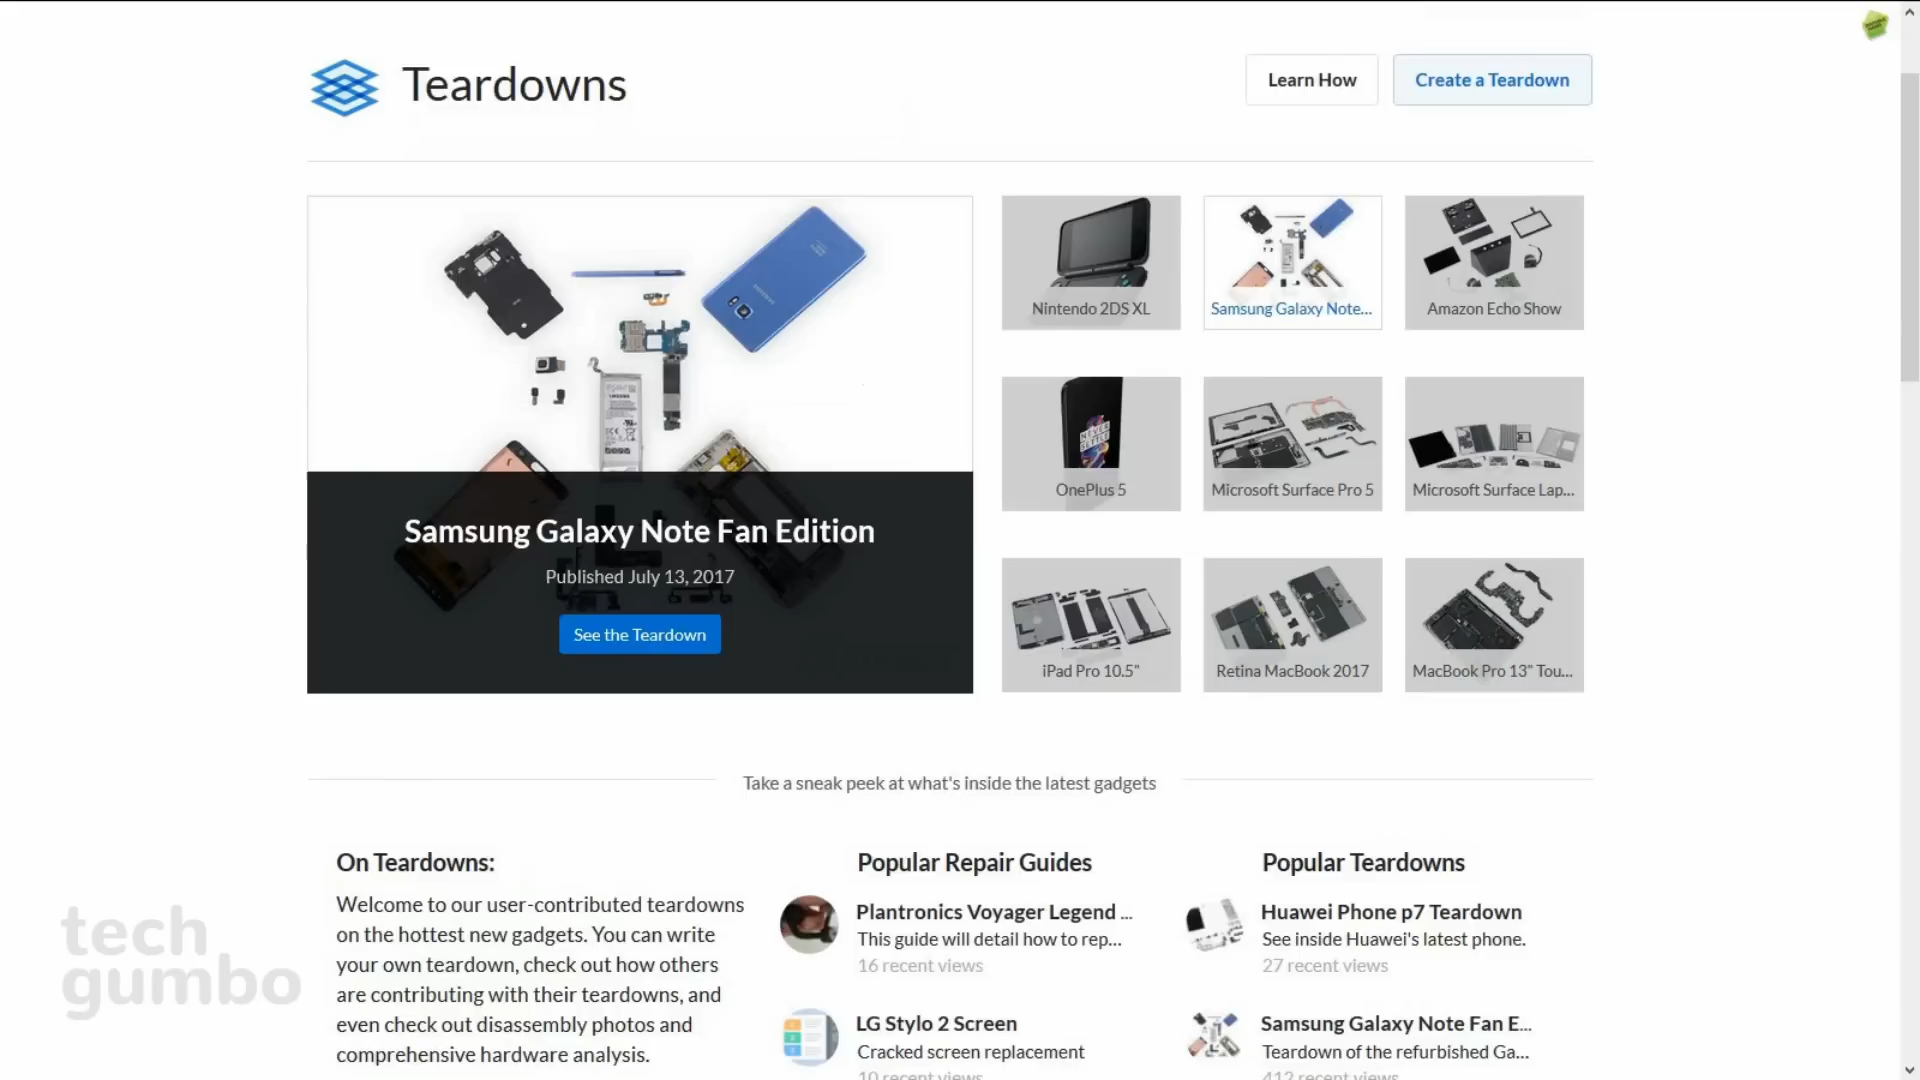 Teardowns
Learn How
Create a Teardown
Nintendo 2DS XL
Samsung Galaxy Note...
Amazon Echo Show
OnePlus 5
Microsoft Surface Pro 5
Microsoft Surface Lap...
iPad Pro 10.5"
Retina MacBook 2017
MacBook Pro 13" Tou...
NEVER
SETTLE
SAMSUNG
Samsung Galaxy Note Fan Edition
Published July 13, 2017
See the Teardown
Take a sneak peek at what's inside the latest gadgets
On Teardowns:
Welcome to our user-contributed teardowns
on the hottest new gadgets. You can write
your own teardown, check out how others
are contributing with their teardowns, and
even check out disassembly photos and
comprehensive hardware analysis.
Popular Repair Guides
Plantronics Voyager Legend ...
This guide will detail how to rep...
16 recent views
LG Stylo 2 Screen
Cracked screen replacement
10 recent views
Popular Teardowns
Huawei Phone p7 Teardown
See inside Huawei's latest phone.
27 recent views
Samsung Galaxy Note Fan E...
Teardown of the refurbished Ga...
412 recent views
tech
gumbo